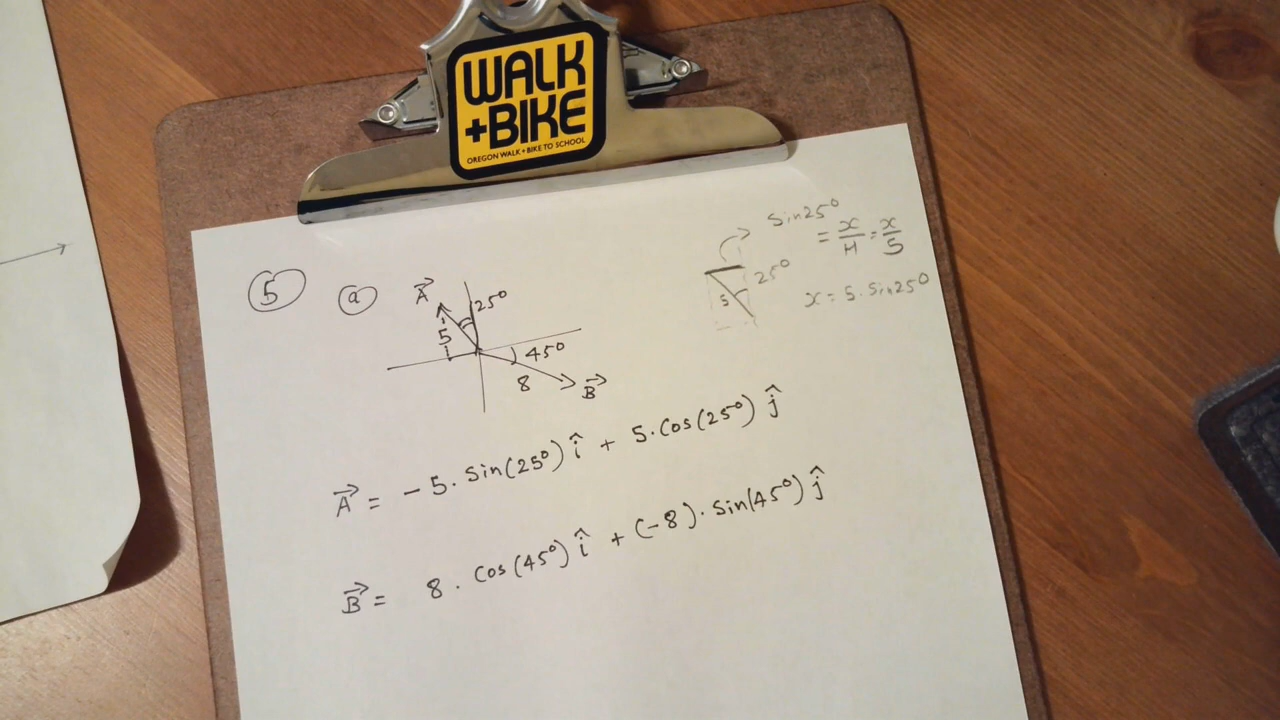 WALK
+BIKE
OREGON WALK + BIKE TO SCHOOL
sin25°
= x/H = x/5
25°
5
x = 5. sin25°
5 a
A⃗
25°
5
45°
8
B⃗
A⃗ = -5. sin(25°) î + 5. cos(25°) ĵ
B⃗ = 8. cos(45°) î + (-8). sin(45°) ĵ